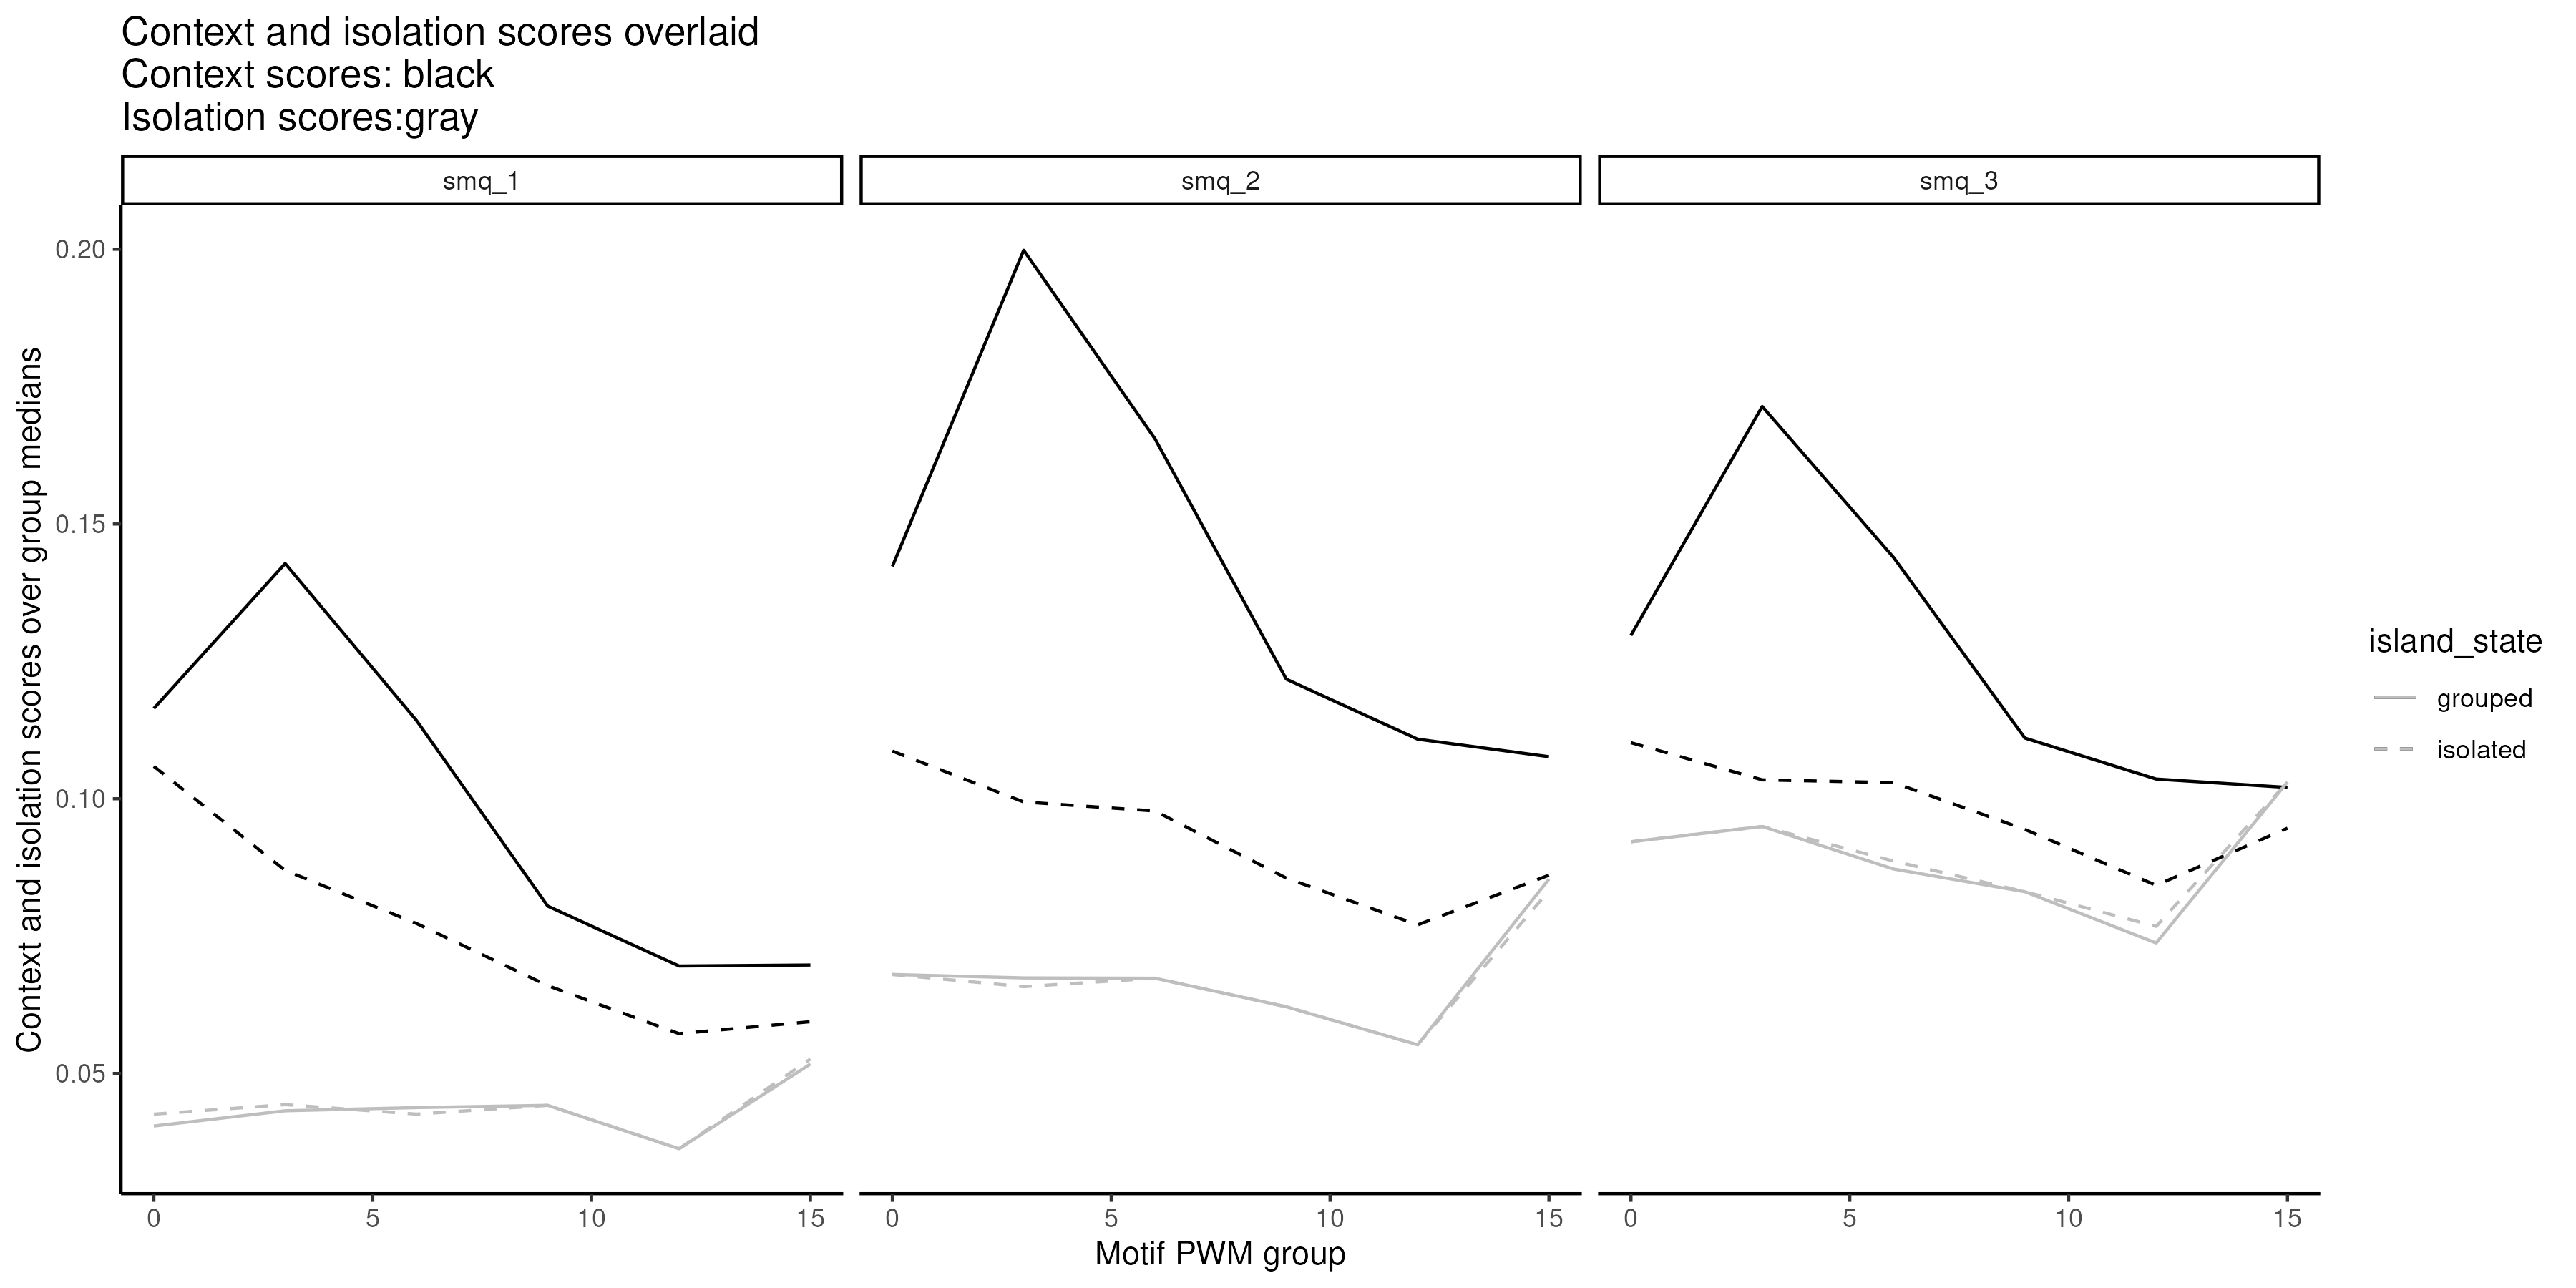 Context and isolation scores overlaid
Context scores: black
Isolation scores:gray
smq_1
smq_2
smq_3
Context and isolation scores over group medians
0.20
0.15
0.10
0.05
0 5 10 15
0 5 10 15
0 5 10 15
Motif PWM group
island_state
grouped
isolated